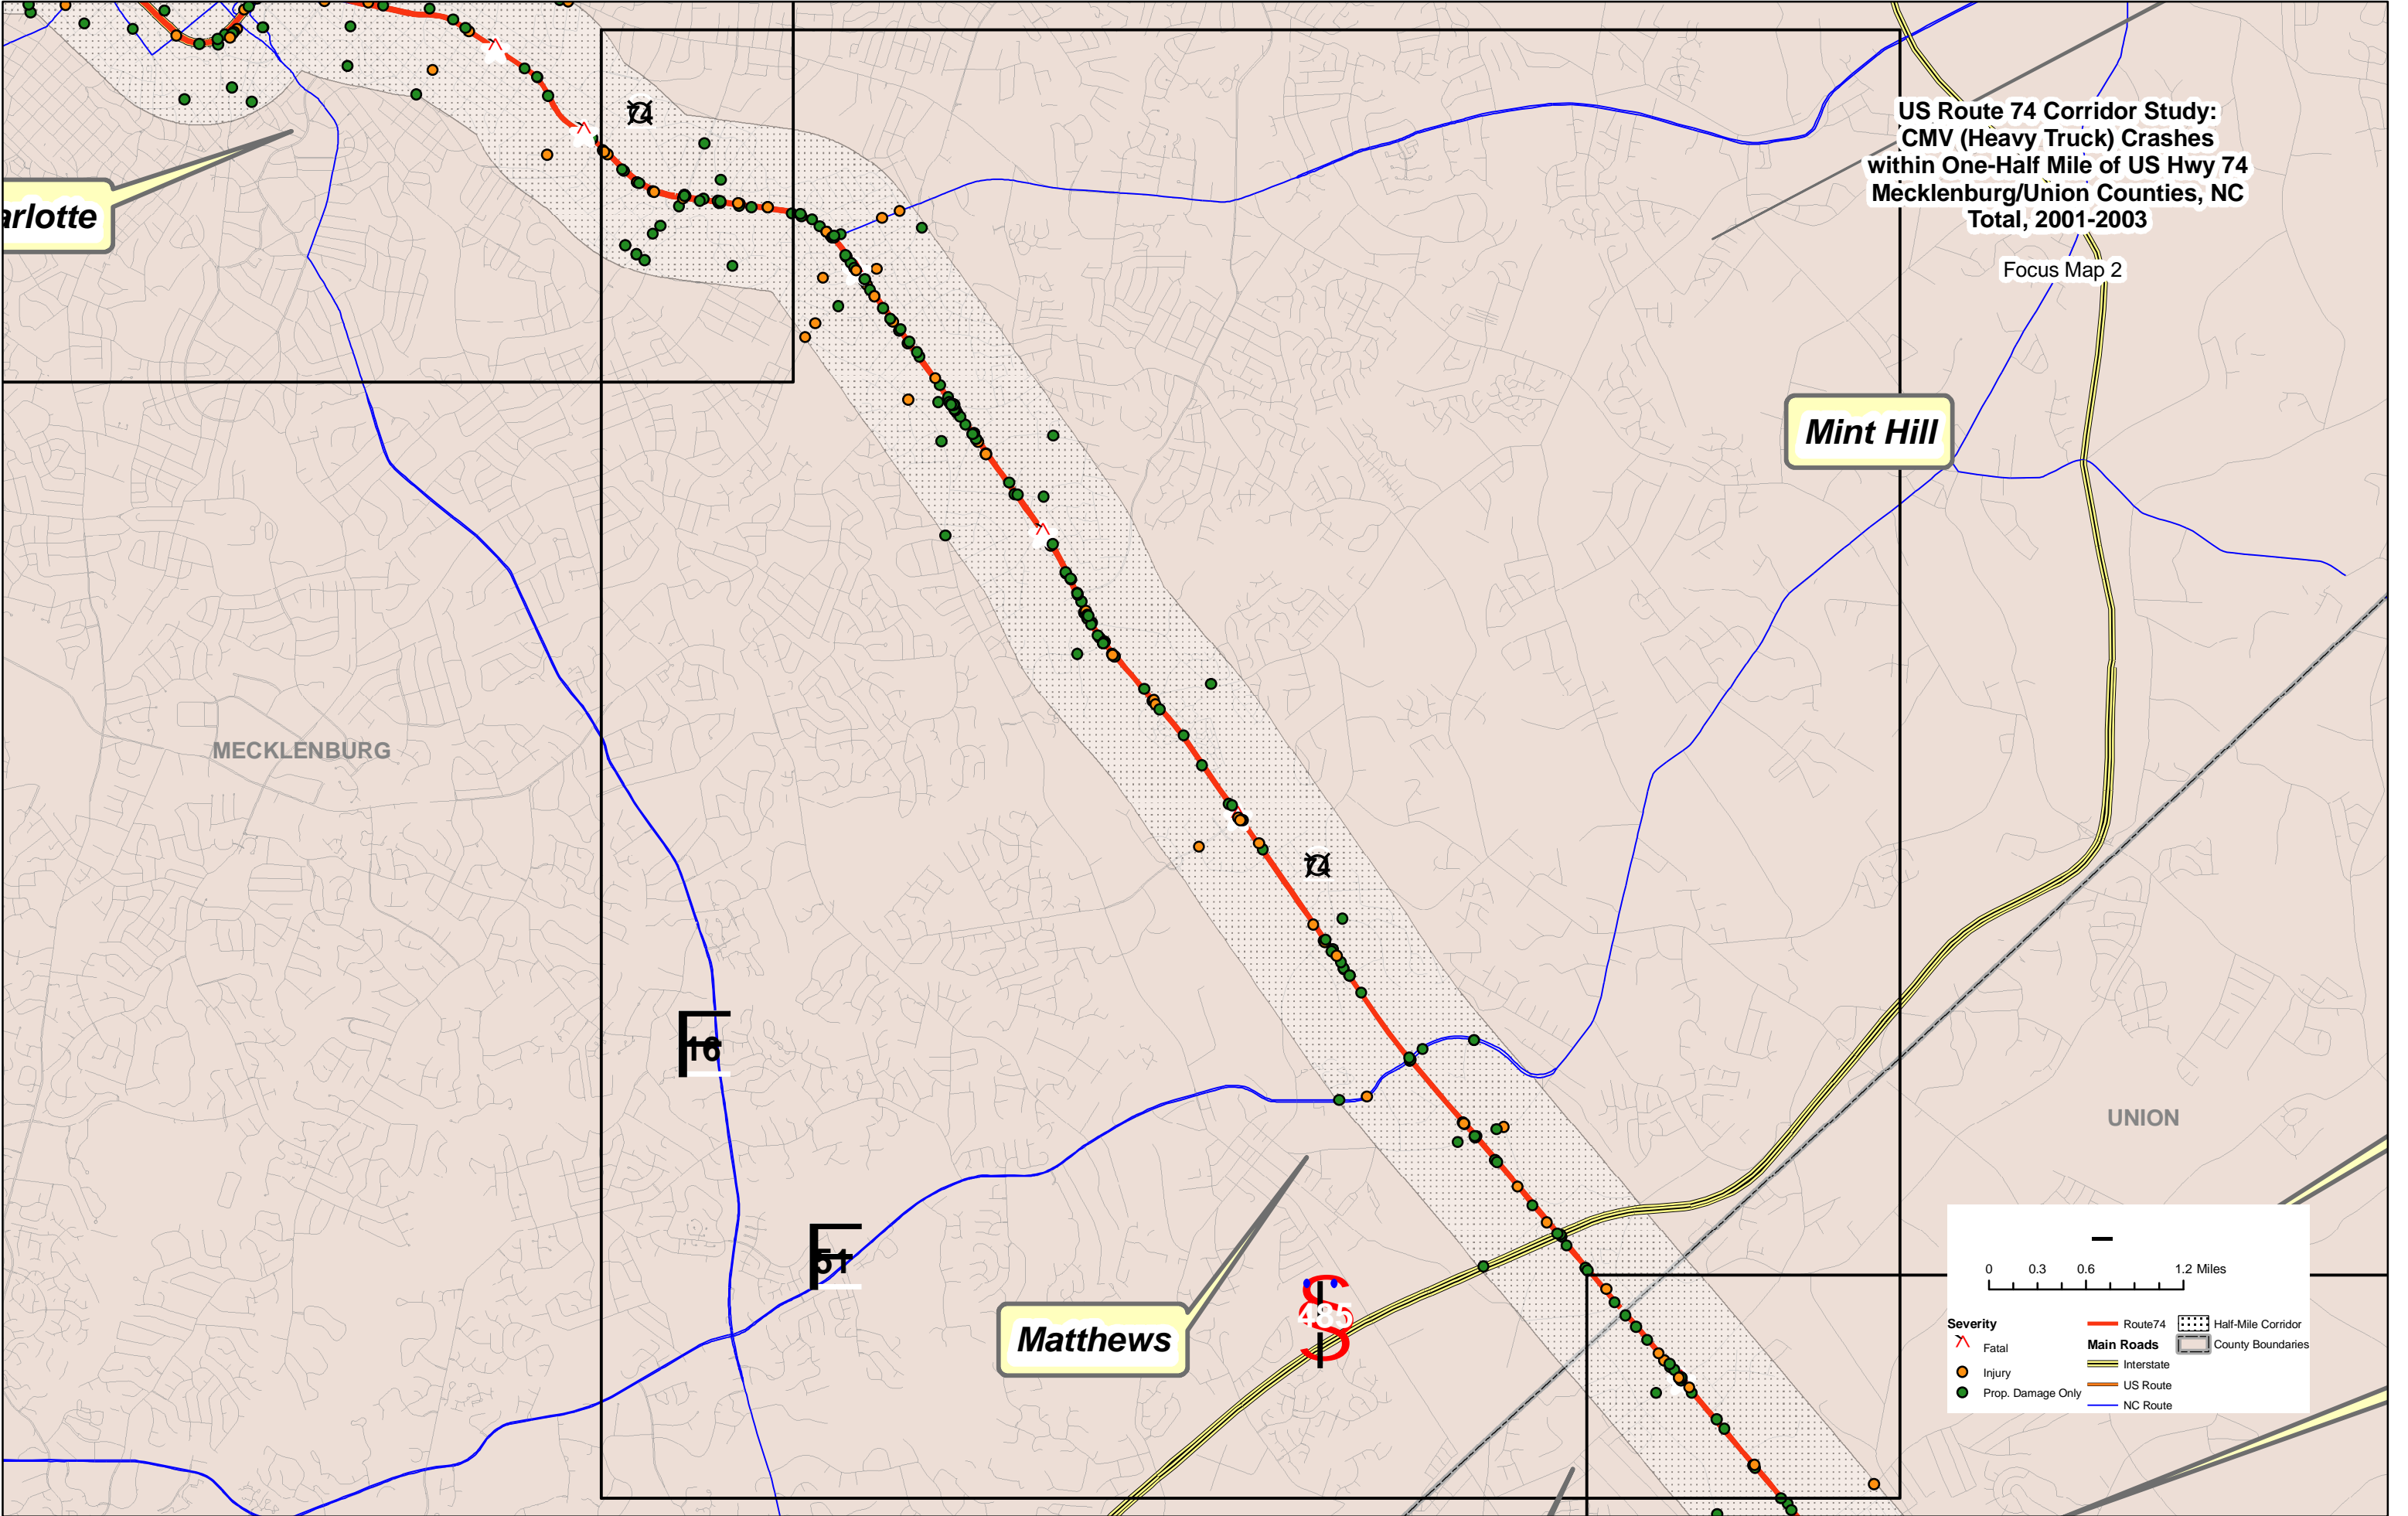 US Route 74 Corridor Study:
CMV (Heavy Truck) Crashes
within One-Half Mile of US Hwy 74
Mecklenburg/Union Counties, NC
Total, 2001-2003
Focus Map 2
74
arlotte
Mint Hill
MECKLENBURG
74
16
UNION
51
485
Matthews
0 0.3 0.6 1.2 Miles
Severity
Fatal
Injury
Prop. Damage Only
Route74
Main Roads
Interstate
US Route
NC Route
Half-Mile Corridor
County Boundaries